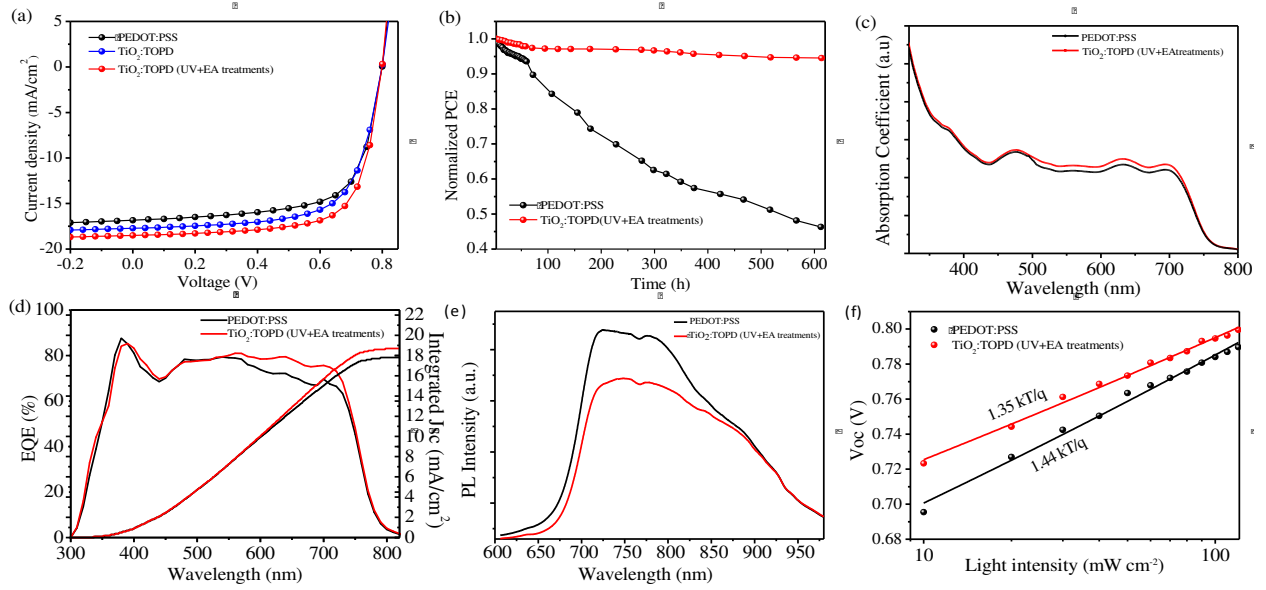 (a)
PEDOT:PSS
TiO₂:TOPD
TiO₂:TOPD (UV+EA treatments)
5
0
-5
-10
-15
-20
Current density (mA/cm²)
-0.2
0.0
0.2
0.4
0.6
0.8
Voltage (V)
(b)
1.0
0.9
0.8
0.7
0.6
0.5
0.4
Normalized PCE
PEDOT:PSS
TiO₂:TOPD(UV+EA treatments)
100
200
300
400
500
600
Time (h)
(c)
PEDOT:PSS
TiO₂:TOPD (UV+EAtreatments)
Absorption Coefficient (a.u)
400
500
600
700
800
Wavelength (nm)
(d)
PEDOT:PSS
TiO₂:TOPD (UV+EA treatments)
100
80
60
40
20
0
EQE (%)
22
20
18
16
14
12
10
8
6
4
2
0
Integrated Jsc (mA/cm²)
300
400
500
600
700
800
Wavelength (nm)
(e)
PEDOT:PSS
TiO2:TOPD (UV+EA treatments)
PL Intensity (a.u.)
600
650
700
750
800
850
900
950
Wavelength (nm)
(f)
PEDOT:PSS
TiO₂:TOPD (UV+EA treatments)
0.80
0.78
0.76
0.74
0.72
0.70
0.68
Voc (V)
1.35 kT/q
1.44 kT/q
10
100
Light intensity (mW cm⁻²)